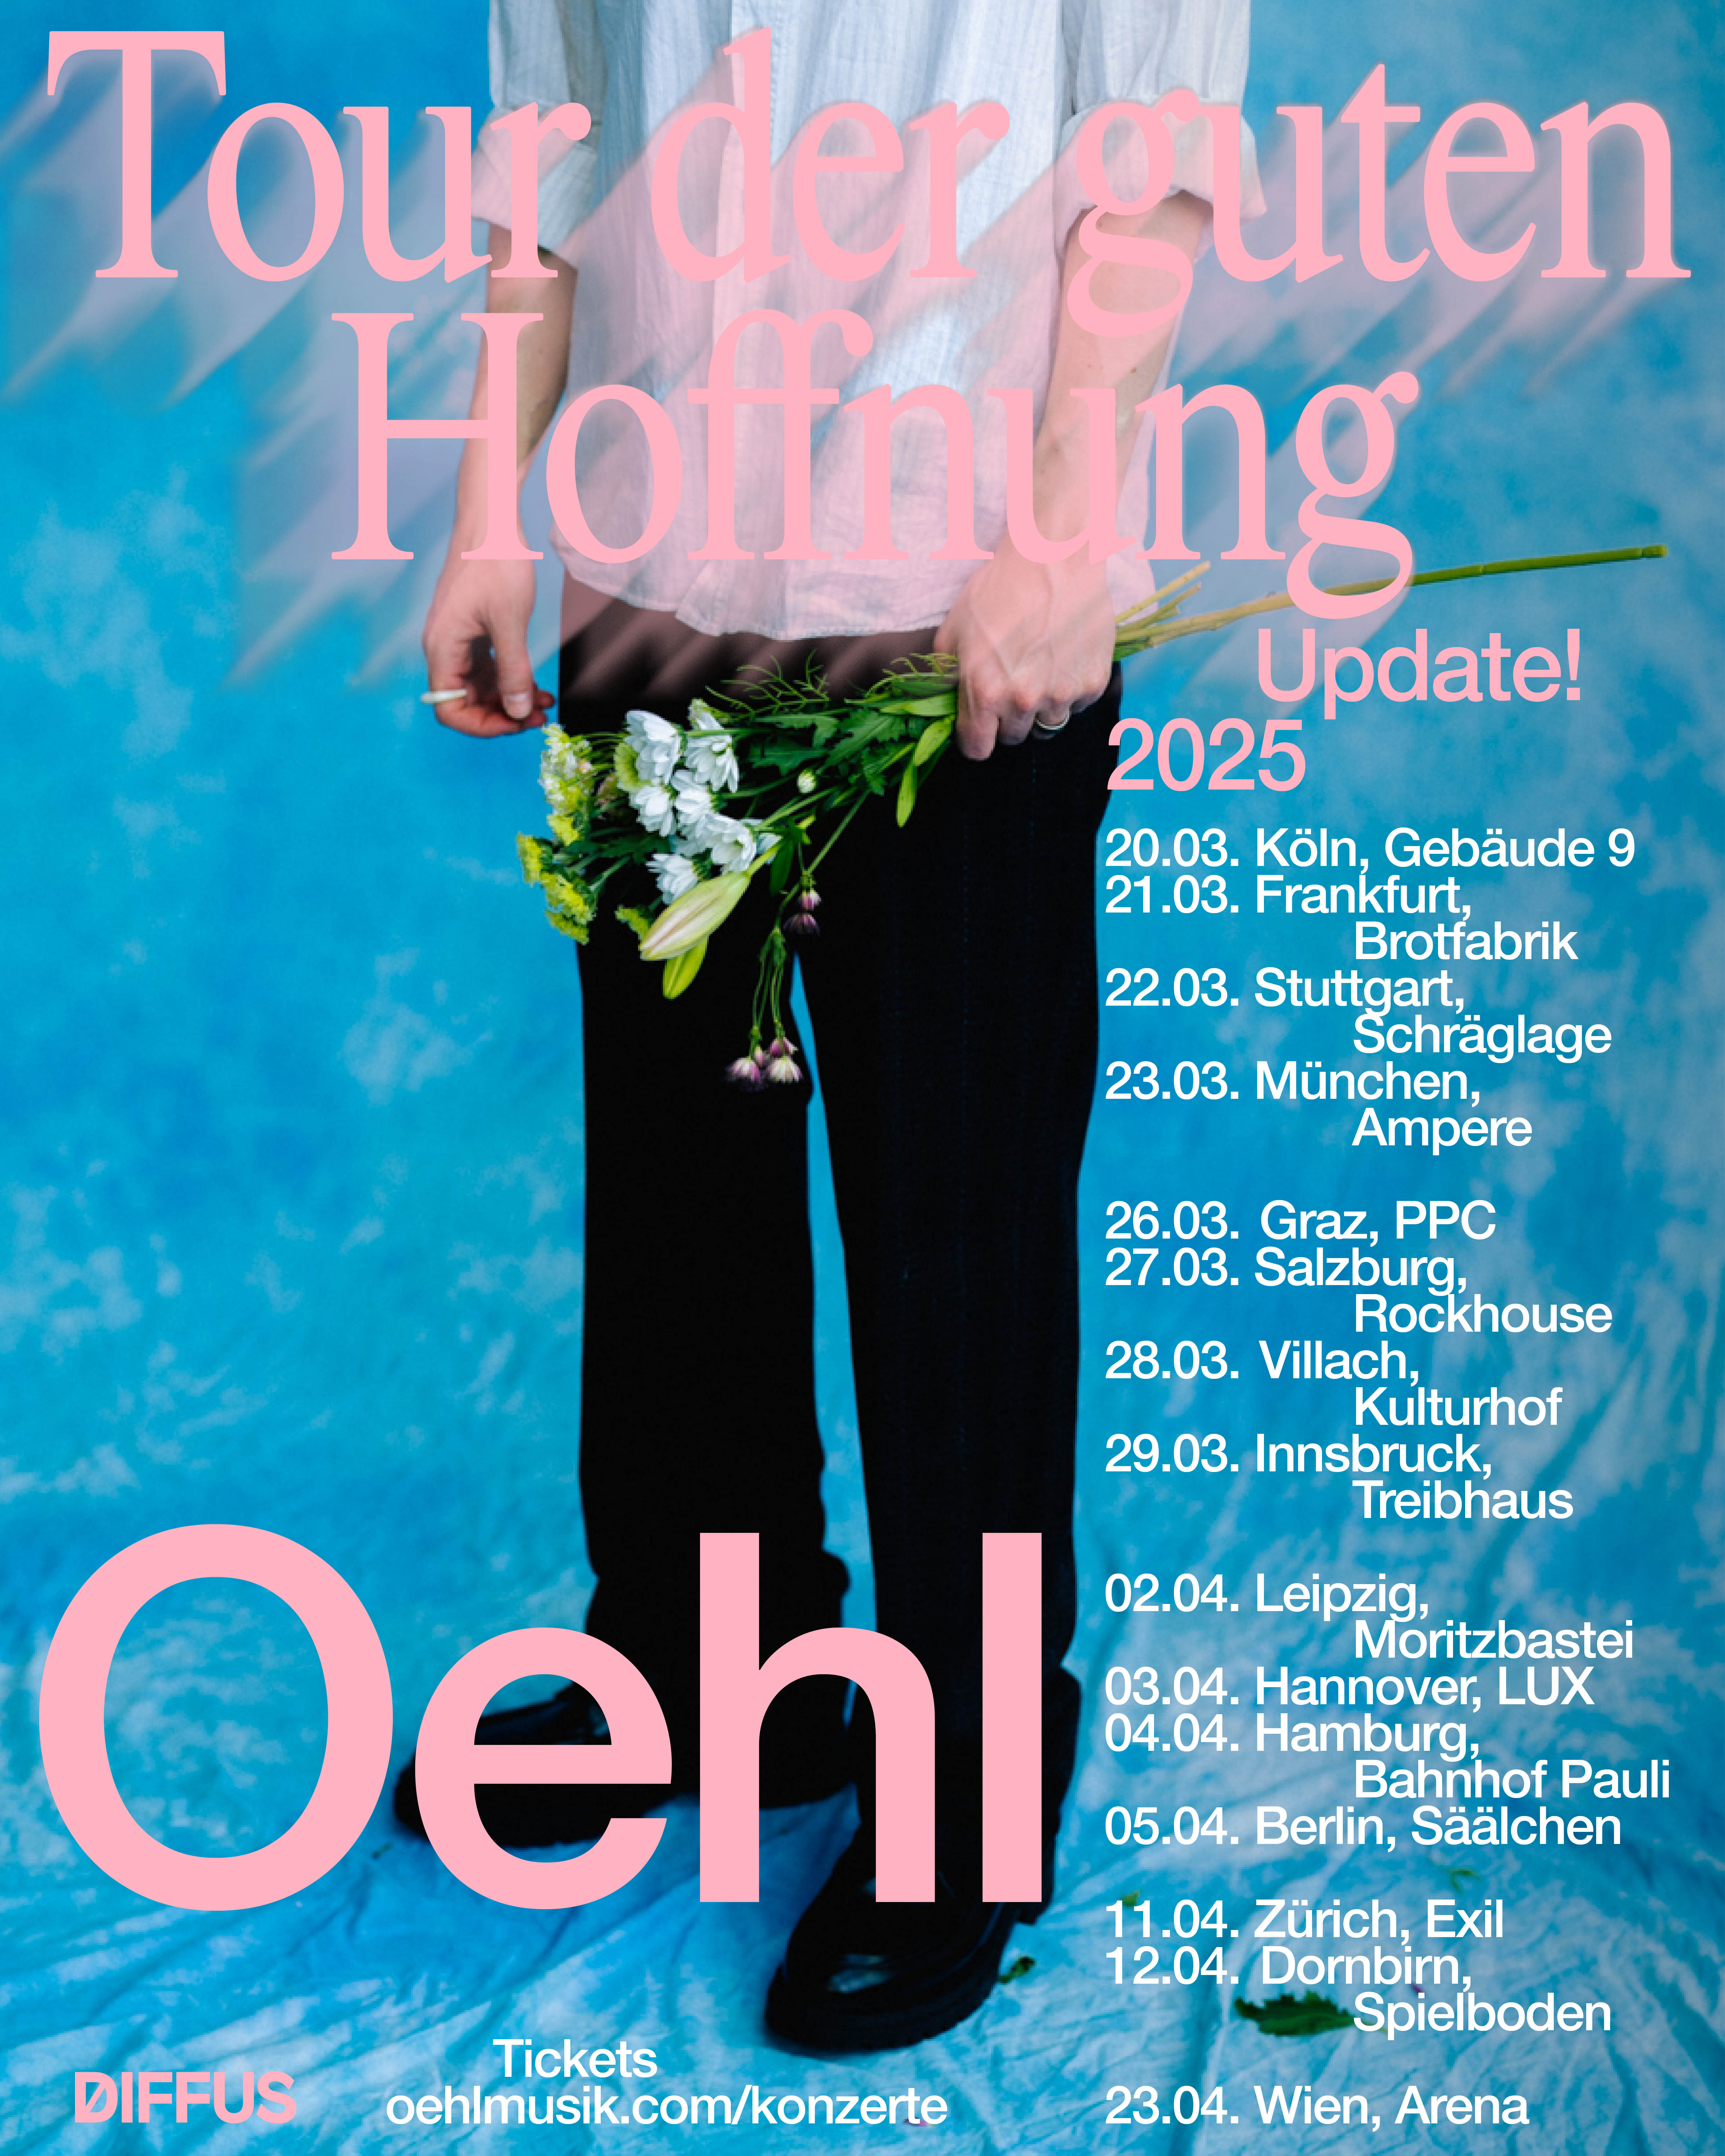 Tour der guten
Hoffnung
Update!
2025
20.03. Köln, Gebäude 9
21.03. Frankfurt,
Brotfabrik
22.03. Stuttgart,
Schräglage
23.03. München,
Ampere
26.03. Graz, PPC
27.03. Salzburg,
Rockhouse
28.03. Villach,
Kulturhof
29.03. Innsbruck,
Treibhaus
02.04. Leipzig,
Moritzbastei
03.04. Hannover, LUX
04.04. Hamburg,
Bahnhof Pauli
05.04. Berlin, Säälchen
11.04. Zürich, Exil
12.04. Dornbirn,
Spielboden
23.04. Wien, Arena
Oehl
Tickets
oehlmusik.com/konzerte
DIFFUS